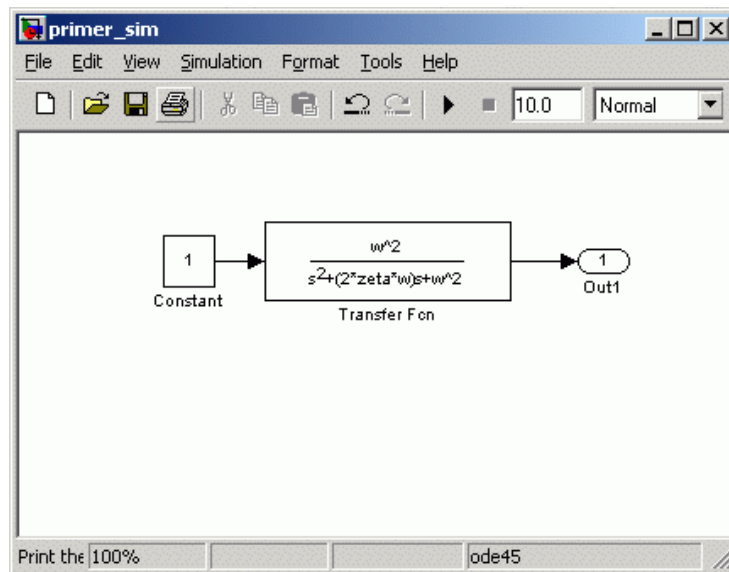 primer_sim
File Edit View Simulation Format Tools Help
10.0 Normal
w^2
1
s2+(2*zeta*w)s+w^2
1
Constant
Transfer Fcn
Out1
Print the 100% ode45